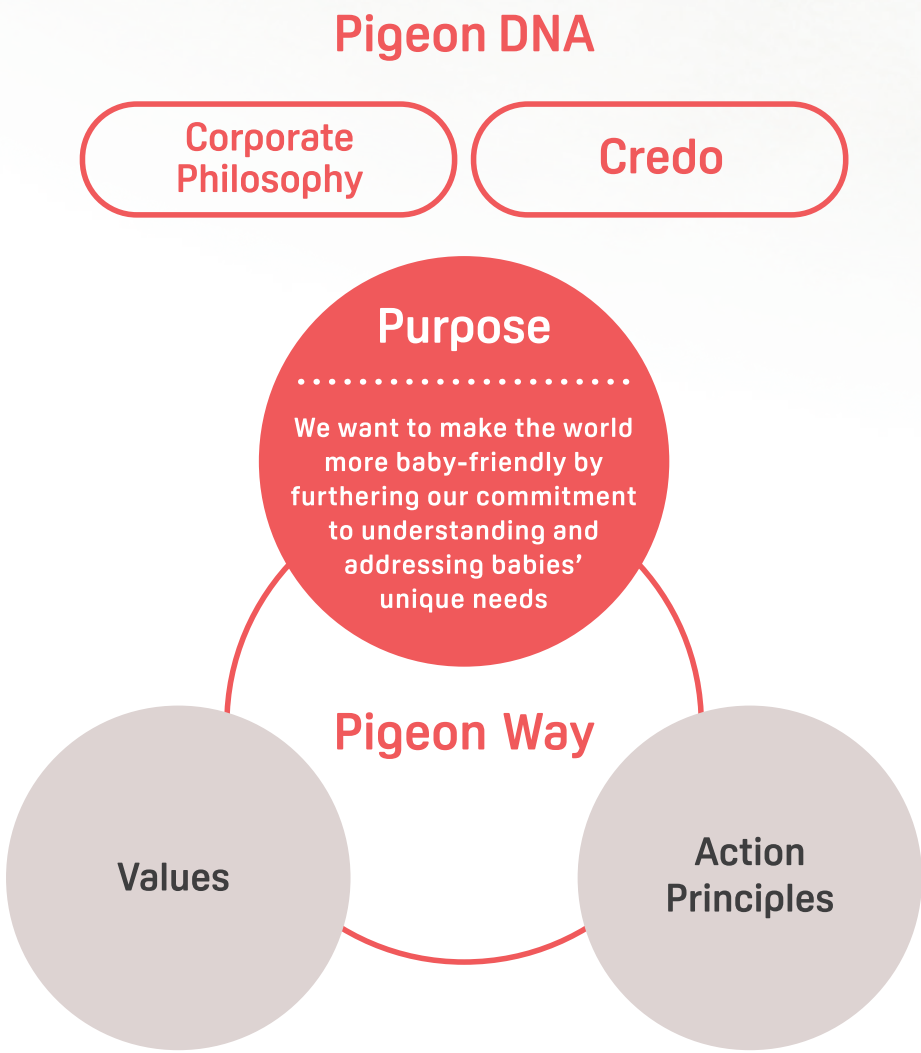 Pigeon DNA
Corporate
Philosophy
Credo
Purpose
We want to make the world
more baby-friendly by
furthering our commitment
to understanding and
addressing babies’
unique needs
Pigeon Way
Values
Action
Principles